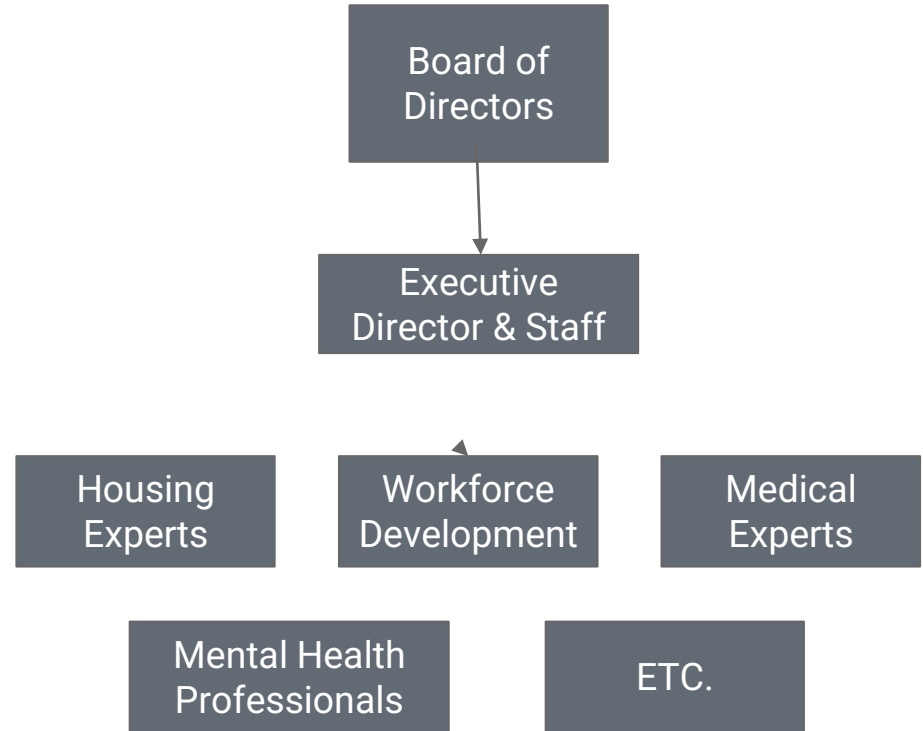 Board of
Directors
Executive
Director & Staff
Housing
Experts
Workforce
Development
Medical
Experts
Mental Health
Professionals
ETC.